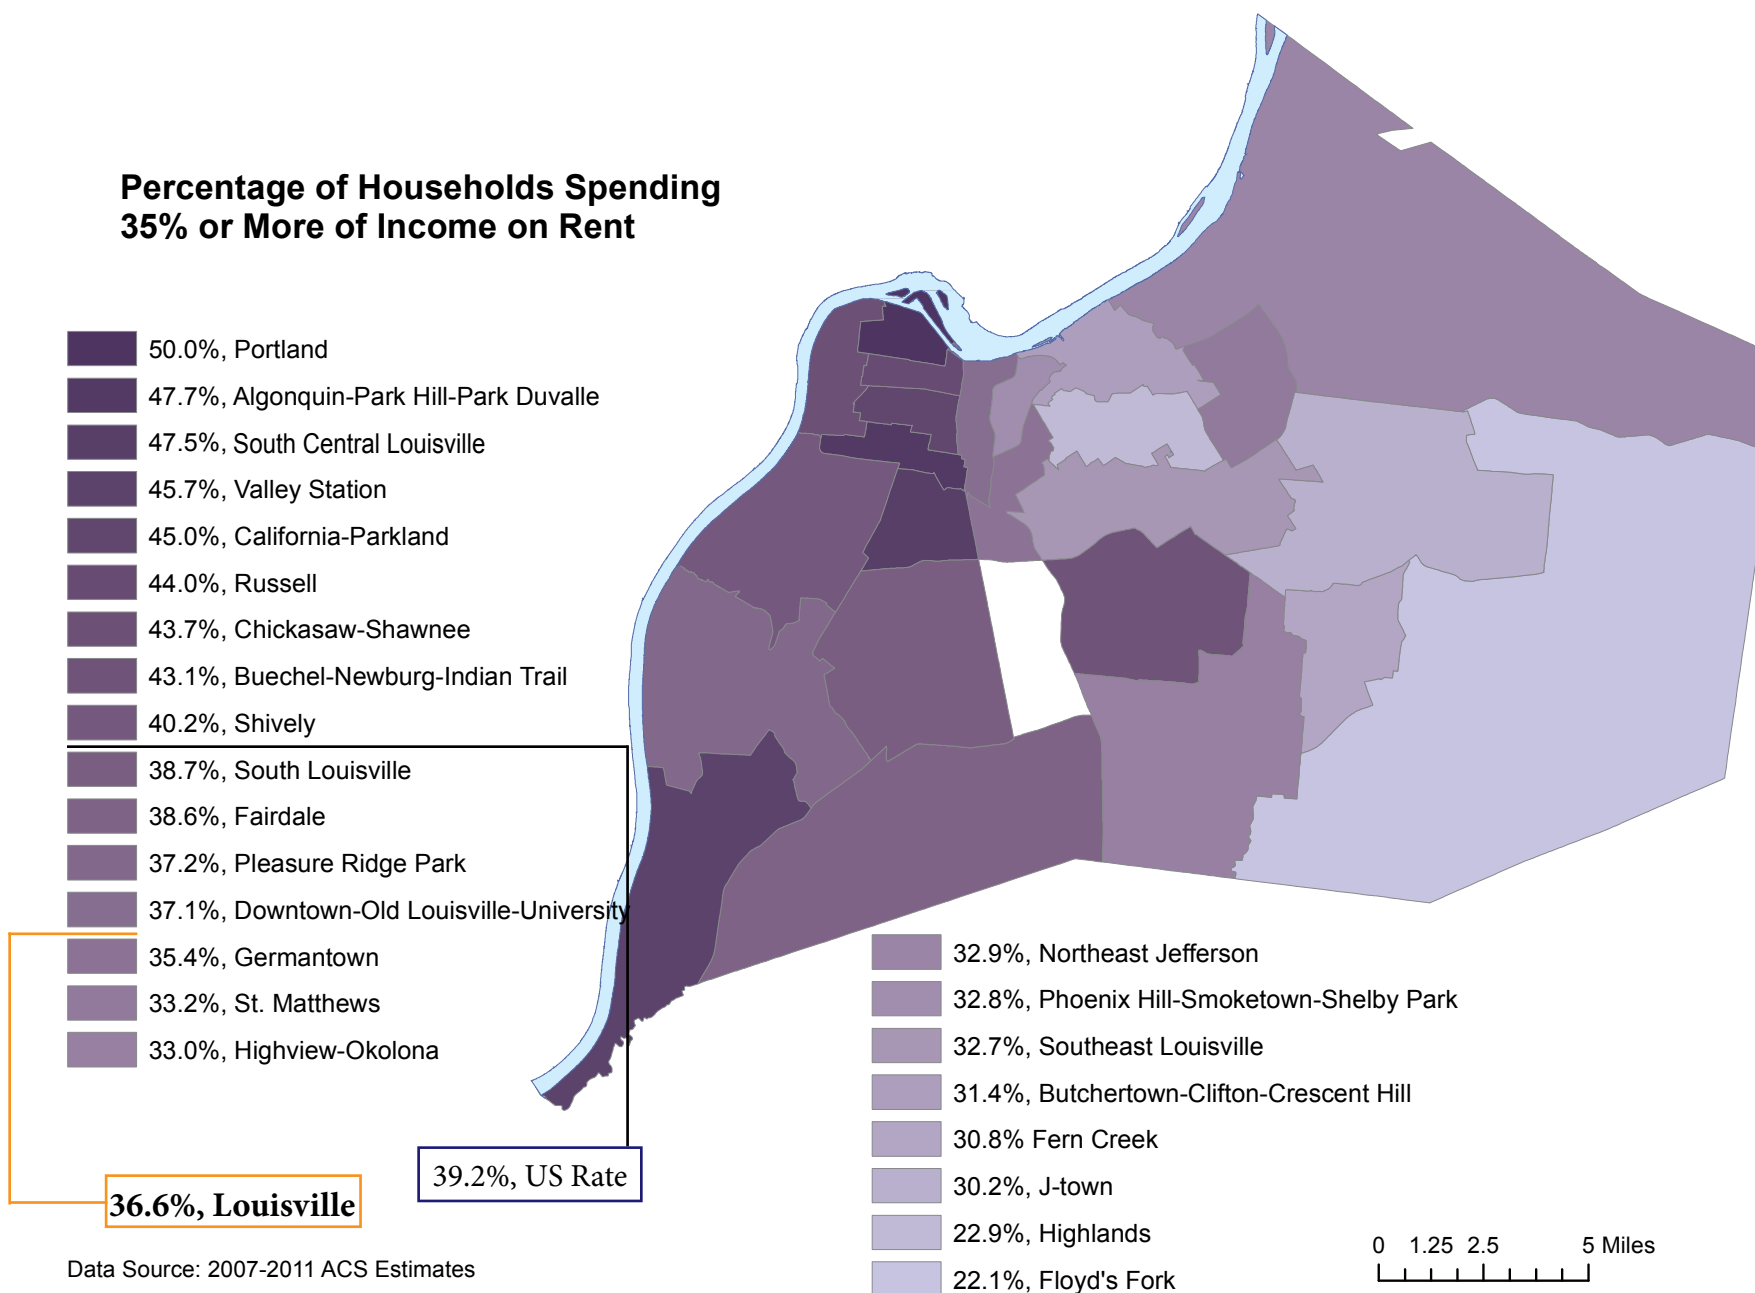 Percentage of Households Spending
35% or More of Income on Rent
50.0%, Portland
47.7%, Algonquin-Park Hill-Park Duvalle
47.5%, South Central Louisville
45.7%, Valley Station
45.0%, California-Parkland
44.0%, Russell
43.7%, Chickasaw-Shawnee
43.1%, Buechel-Newburg-Indian Trail
40.2%, Shively
38.7%, South Louisville
38.6%, Fairdale
37.2%, Pleasure Ridge Park
37.1%, Downtown-Old Louisville-University
35.4%, Germantown
33.2%, St. Matthews
33.0%, Highview-Okolona
39.2%, US Rate
36.6%, Louisville
Data Source: 2007-2011 ACS Estimates
32.9%, Northeast Jefferson
32.8%, Phoenix Hill-Smoketown-Shelby Park
32.7%, Southeast Louisville
31.4%, Butchertown-Clifton-Crescent Hill
30.8% Fern Creek
30.2%, J-town
22.9%, Highlands
22.1%, Floyd's Fork
0 1.25 2.5 5 Miles